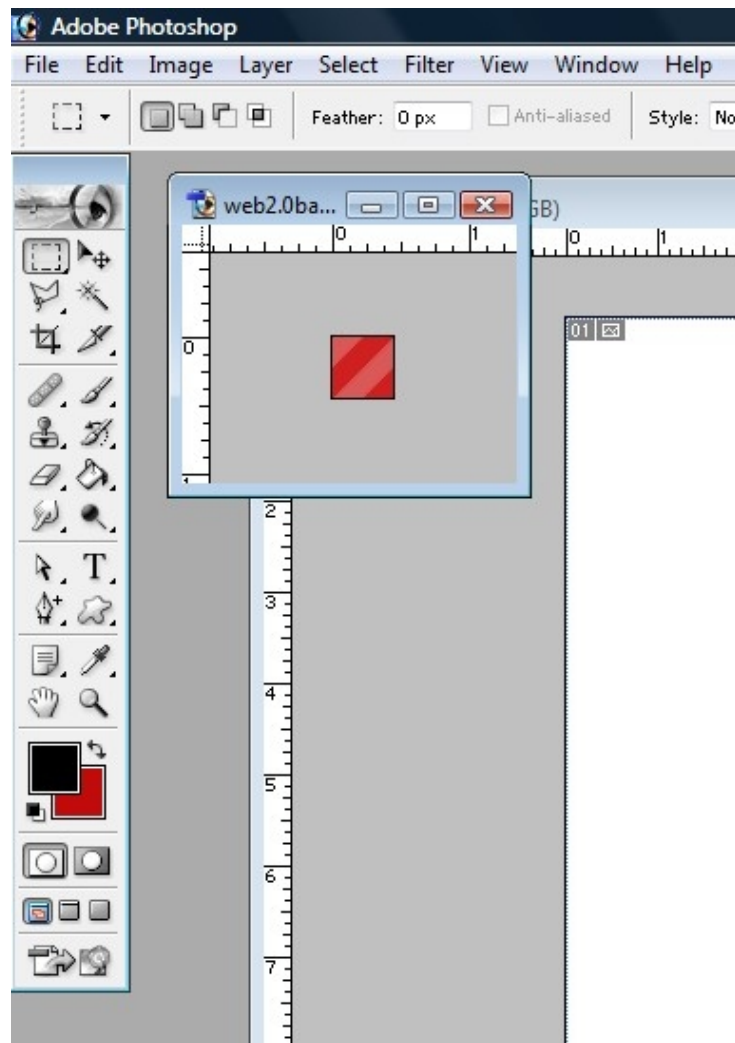 Adobe Photoshop
File Edit Image Layer Select Filter View Window Help
Feather: 0 px Anti-aliased Style: No
web2.0ba...
GB)
0 1
0 1
01
0
1
2
3
4
5
6
7
T